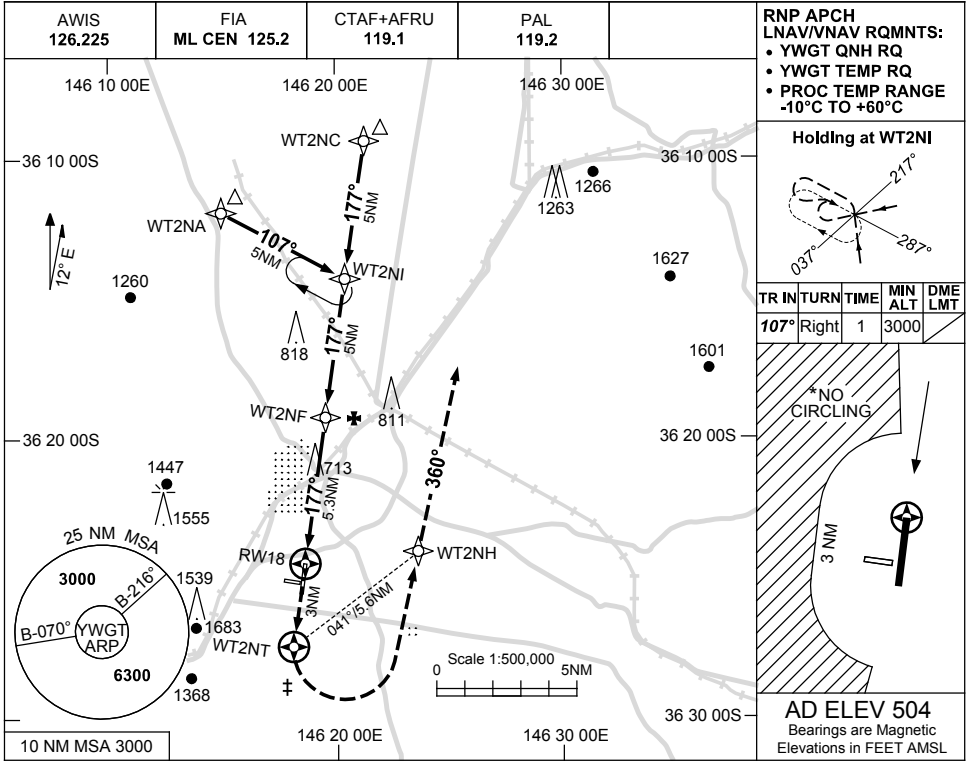 AWIS
126.225
FIA
ML CEN 125.2
CTAF+AFRU
119.1
PAL
119.2
RNP APCH
LNAV/VNAV RQMNTS:
• YWGT QNH RQ
• YWGT TEMP RQ
• PROC TEMP RANGE
-10°C TO +60°C
146 10 00E
146 20 00E
146 30 00E
36 10 00S
36 10 00S
WT2NC
177°
5NM
WT2NA
107°
5NM
WT2NI
12° E
1260
1263
1266
1627
1601
818
177°
5NM
WT2NF
811
36 20 00S
36 20 00S
713
177°
5.3NM
360°
1447
1555
RW18
WT2NH
3NM
041°/5.6NM
WT2NT
‡
25 NM MSA
3000
B-216°
B-070°
YWGT
ARP
6300
1539
1683
1368
Scale 1:500,000
0
5NM
36 30 00S
146 20 00E
146 30 00E
10 NM MSA 3000
Holding at WT2NI
217°
287°
037°
TR IN TURN TIME MIN ALT DME LMT
107° Right 1 3000
*NO
CIRCLING
3 NM
AD ELEV 504
Bearings are Magnetic
Elevations in FEET AMSL